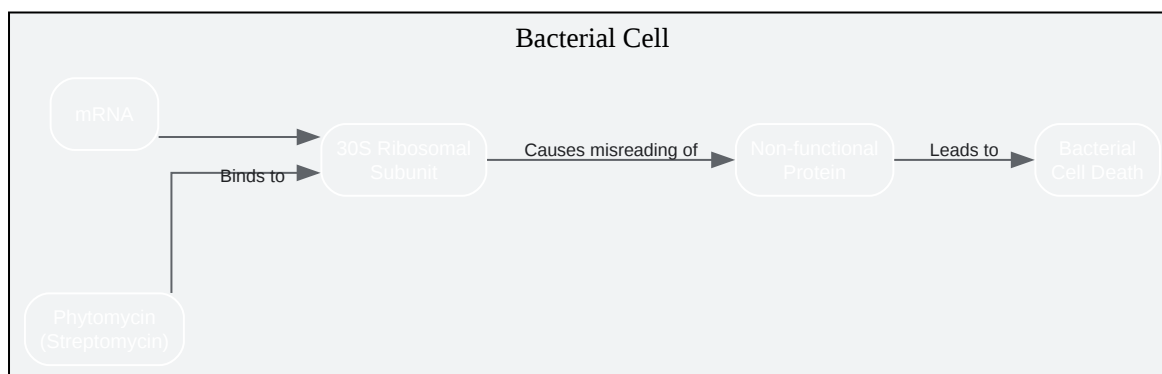 Bacterial Cell
mRNA
30S Ribosomal
Subunit
Causes misreading of
Non-functional
Protein
Leads to
Bacterial
Cell Death
Binds to
Phytomycin
(Streptomycin)